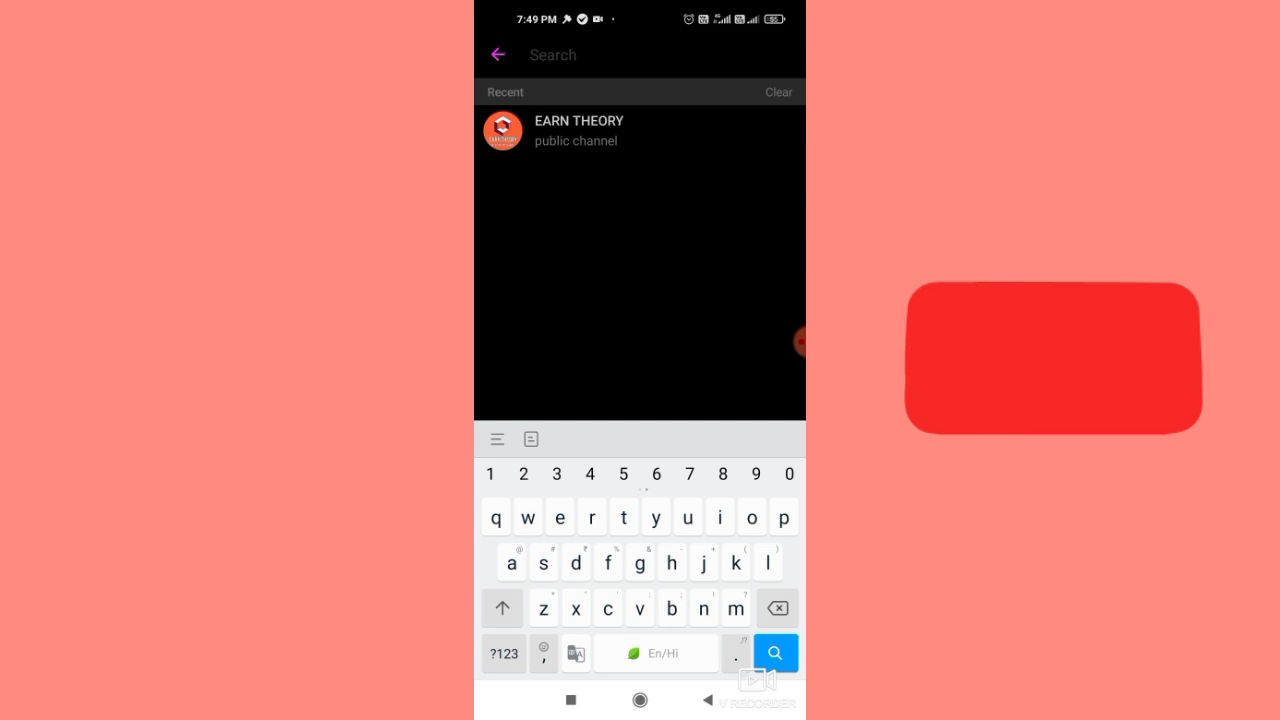 7:49 PM
55
Search
Recent
Clear
EARN THEORY
public channel
1 2 3 4 5 6 7 8 9 0
q w e r t y u i o p
@ # ₹ % & - + ( )
a s d f g h j k l
z x c v b n m
?123 , En/Hi .
V RECORDER